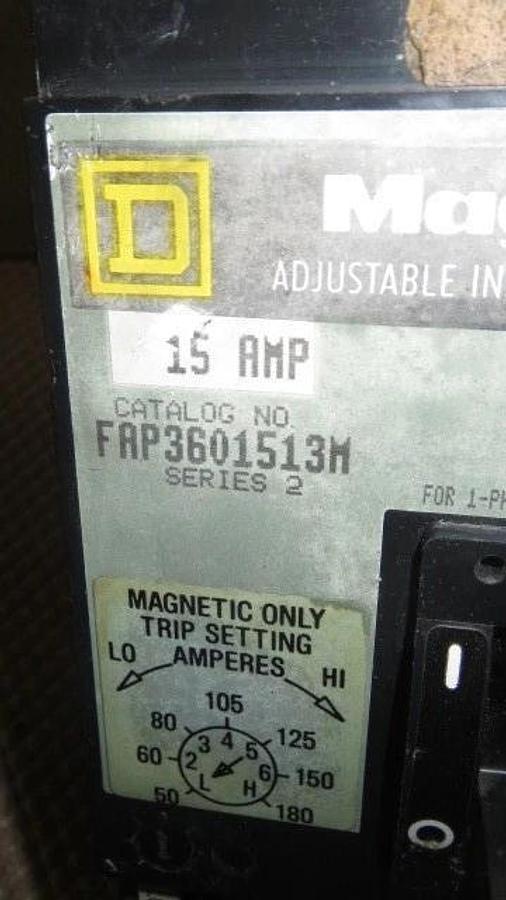 D
Mag
ADJUSTABLE IN
15 AMP
CATALOG NO.
FAP3601513M
SERIES 2
FOR 1-PH
MAGNETIC ONLY
TRIP SETTING
AMPERES
LO HI
105
80 125
60 150
50 180
L 2 3 4 5 6 H